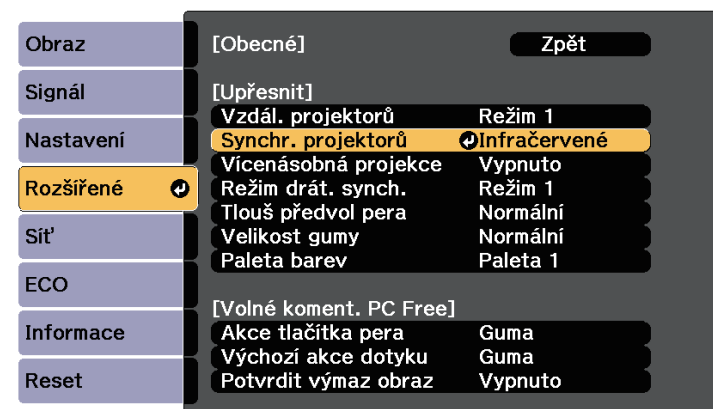 Obraz
Signál
Nastavení
Rozšířené
Síť
ECO
Informace
Reset
[Obecné] Zpět
[Upřesnit]
Vzdál. projektorů Režim 1
Synchr. projektorů Infračervené
Vícenásobná projekce Vypnuto
Režim drát. synch. Režim 1
Tlouš předvol pera Normální
Velikost gumy Normální
Paleta barev Paleta 1
[Volné koment. PC Free]
Akce tlačítka pera Guma
Výchozí akce dotyku Guma
Potvrdit výmaz obraz Vypnuto